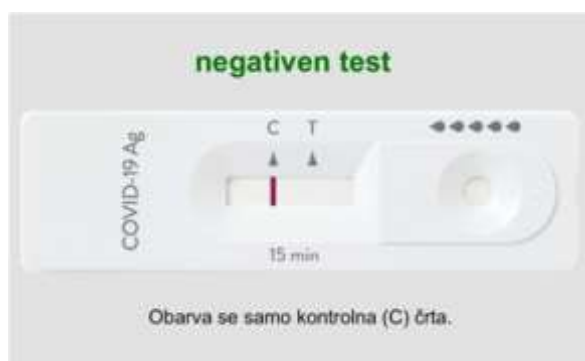 negativen test
C T
COVID-19 Ag
15 min
Obarva se samo kontrolna (C) črta.